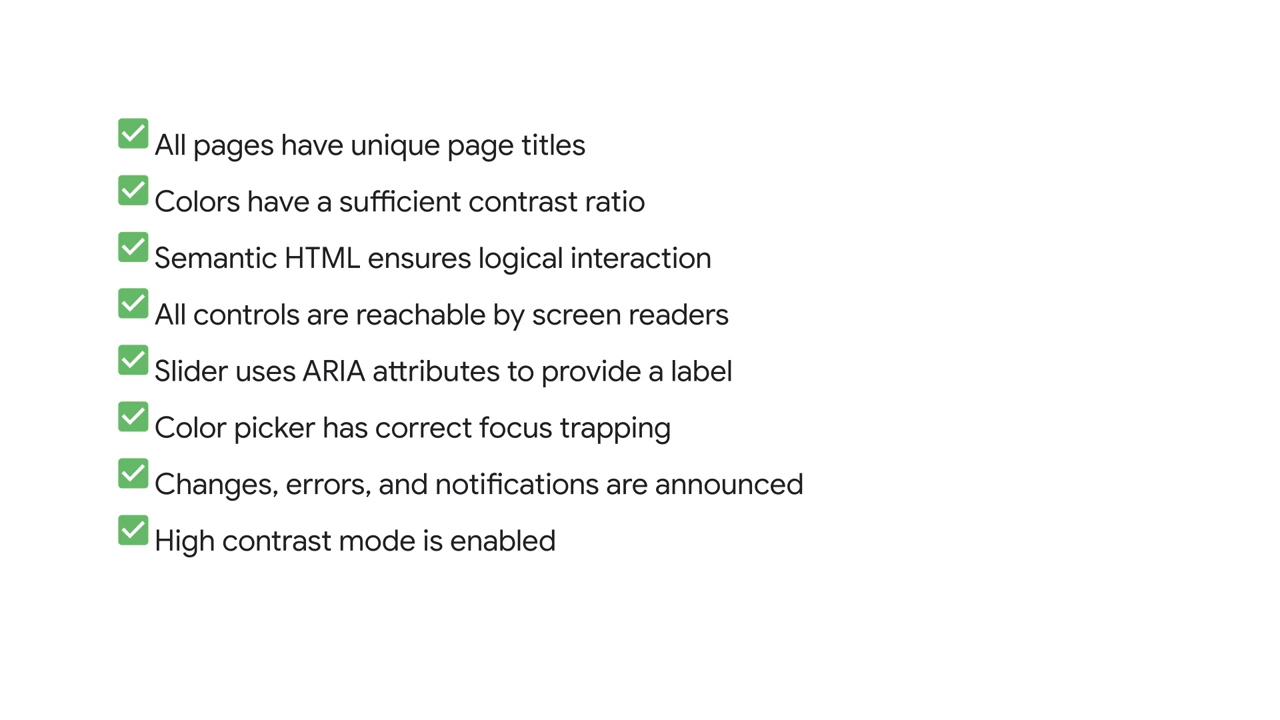 All pages have unique page titles
Colors have a sufficient contrast ratio
Semantic HTML ensures logical interaction
All controls are reachable by screen readers
Slider uses ARIA attributes to provide a label
Color picker has correct focus trapping
Changes, errors, and notifications are announced
High contrast mode is enabled